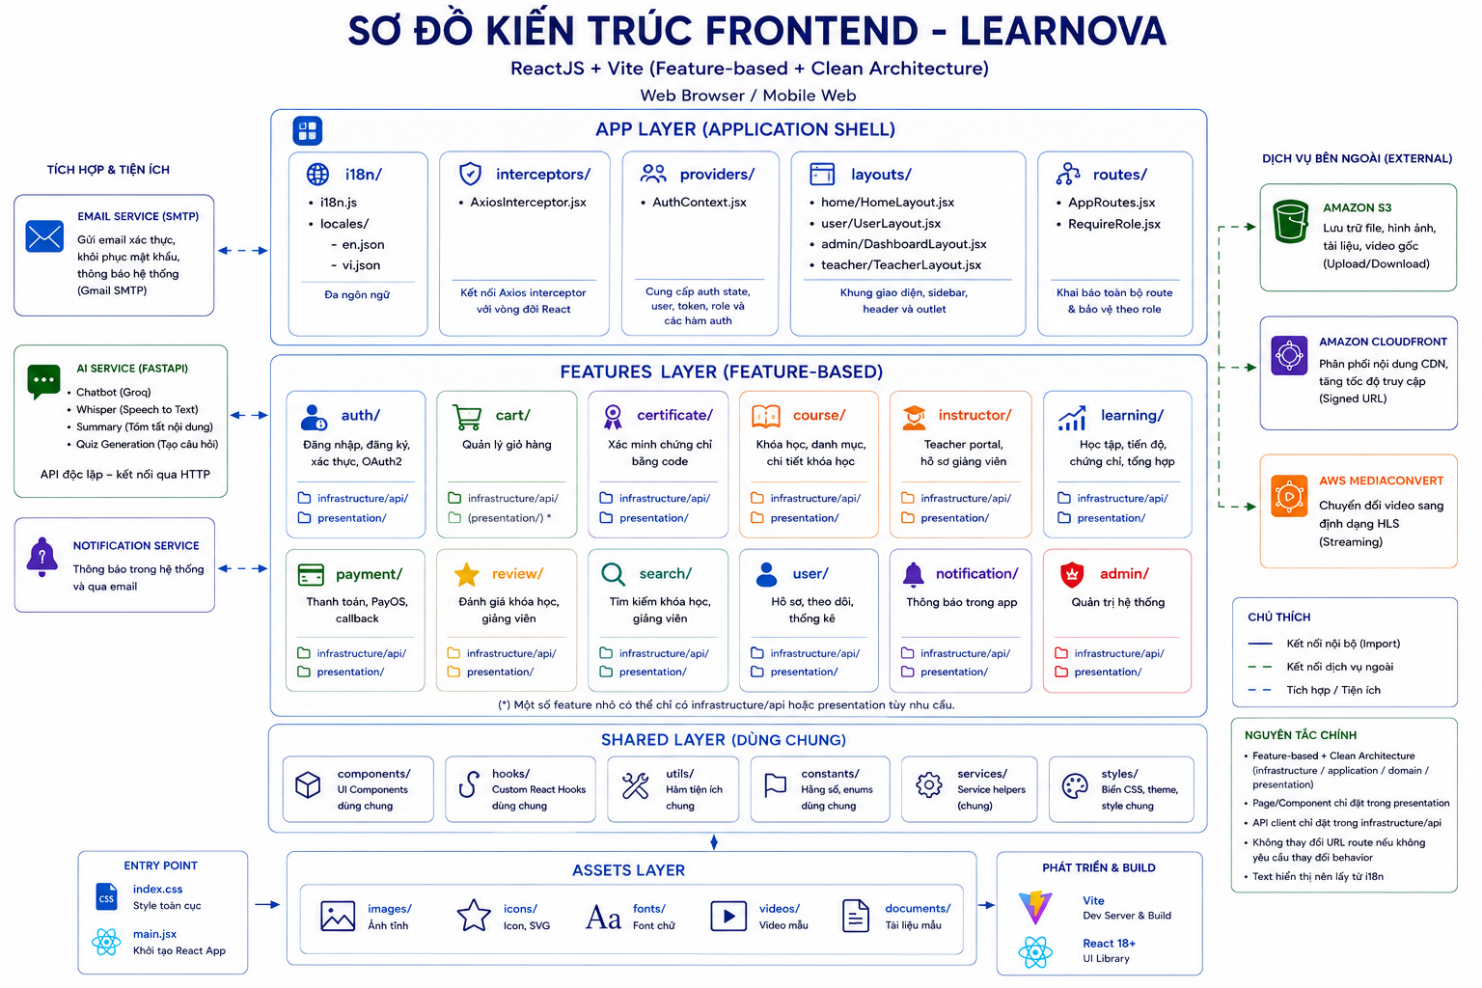 SƠ ĐỒ KIẾN TRÚC FRONTEND - LEARNOVA
ReactJS + Vite (Feature-based + Clean Architecture)
Web Browser / Mobile Web
TÍCH HỢP & TIỆN ÍCH
EMAIL SERVICE (SMTP)
Gửi email xác thực,
khôi phục mật khẩu,
thông báo hệ thống
(Gmail SMTP)
AI SERVICE (FASTAPI)
• Chatbot (Groq)
• Whisper (Speech to Text)
• Summary (Tóm tắt nội dung)
• Quiz Generation (Tạo câu hỏi)
API độc lập – kết nối qua HTTP
NOTIFICATION SERVICE
Thông báo trong hệ thống
và qua email
APP LAYER (APPLICATION SHELL)
i18n/
• i18n.js
• locales/
– en.json
– vi.json
Đa ngôn ngữ
interceptors/
• AxiosInterceptor.jsx
Kết nối Axios interceptor
với vòng đời React
providers/
• AuthContext.jsx
Cung cấp auth state,
user, token, role và
các hàm auth
layouts/
• home/HomeLayout.jsx
• user/UserLayout.jsx
• admin/DashboardLayout.jsx
• teacher/TeacherLayout.jsx
Khung giao diện, sidebar,
header và outlet
routes/
• AppRoutes.jsx
• RequireRole.jsx
Khai báo toàn bộ route
& bảo vệ theo role
FEATURES LAYER (FEATURE-BASED)
auth/
Đăng nhập, đăng ký,
xác thực, OAuth2
infrastructure/api/
presentation/
cart/
Quản lý giỏ hàng
infrastructure/api/
(presentation/) *
certificate/
Xác minh chứng chỉ
bằng code
infrastructure/api/
presentation/
course/
Khóa học, danh mục,
chi tiết khóa học
infrastructure/api/
presentation/
instructor/
Teacher portal,
hồ sơ giảng viên
infrastructure/api/
presentation/
learning/
Học tập, tiến độ,
chứng chỉ, tổng hợp
infrastructure/api/
presentation/
payment/
Thanh toán, PayOS,
callback
infrastructure/api/
presentation/
review/
Đánh giá khóa học,
giảng viên
infrastructure/api/
presentation/
search/
Tìm kiếm khóa học,
giảng viên
infrastructure/api/
presentation/
user/
Hồ sơ, theo dõi,
thống kê
infrastructure/api/
presentation/
notification/
Thông báo trong app
infrastructure/api/
presentation/
admin/
Quản trị hệ thống
infrastructure/api/
presentation/
(*) Một số feature nhỏ có thể chỉ có infrastructure/api hoặc presentation tùy nhu cầu.
SHARED LAYER (DÙNG CHUNG)
components/
UI Components
dùng chung
hooks/
Custom React Hooks
dùng chung
utils/
Hàm tiện ích
chung
constants/
Hằng số, enums
dùng chung
services/
Service helpers
(chung)
styles/
Biến CSS, theme,
style chung
ENTRY POINT
CSS
index.css
Style toàn cục
main.jsx
Khởi tạo React App
ASSETS LAYER
images/
Ảnh tĩnh
icons/
Icon, SVG
Aa
fonts/
Font chữ
videos/
Video mẫu
documents/
Tài liệu mẫu
PHÁT TRIỂN & BUILD
Vite
Dev Server & Build
React 18+
UI Library
DỊCH VỤ BÊN NGOÀI (EXTERNAL)
AMAZON S3
Lưu trữ file, hình ảnh,
tài liệu, video gốc
(Upload/Download)
AMAZON CLOUDFRONT
Phân phối nội dung CDN,
tăng tốc độ truy cập
(Signed URL)
AWS MEDIACONVERT
Chuyển đổi video sang
định dạng HLS
(Streaming)
CHÚ THÍCH
Kết nối nội bộ (Import)
Kết nối dịch vụ ngoài
Tích hợp / Tiện ích
NGUYÊN TẮC CHÍNH
• Feature-based + Clean Architecture
(infrastructure / application / domain /
presentation)
• Page/Component chỉ đặt trong presentation
• API client chỉ đặt trong infrastructure/api
• Không thay đổi URL route nếu không
yêu cầu thay đổi behavior
• Text hiển thị nên lấy từ i18n